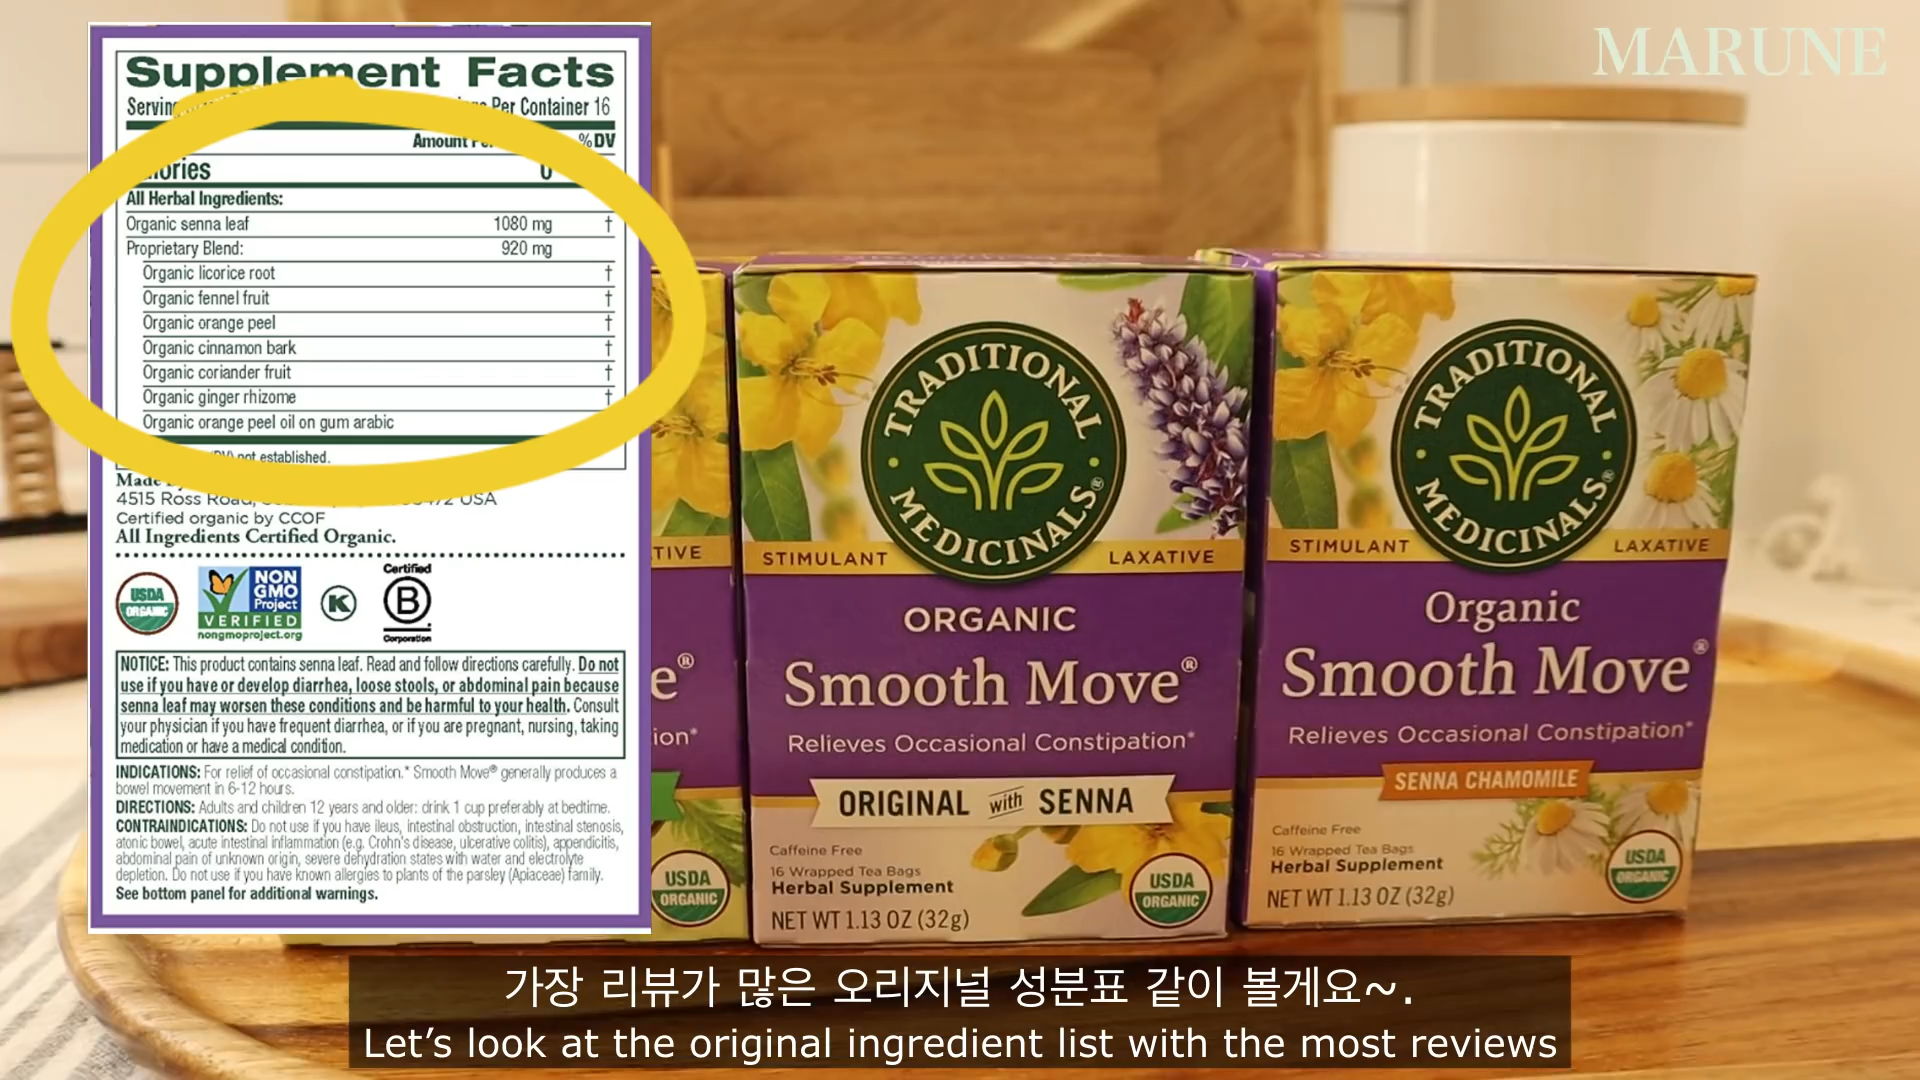 MARUNE
Supplement Facts
Per Container 16
%DV
All Herbal Ingredients:
Organic senna leaf 1080 mg †
Proprietary Blend: 920 mg
Organic licorice root †
Organic fennel fruit †
Organic orange peel †
Organic cinnamon bark †
Organic coriander fruit †
Organic ginger rhizome †
Organic orange peel oil on gum arabic
not established.
4515 Ross Road, USA
Certified organic by CCOF
All Ingredients Certified Organic.
USDA
ORGANIC
NON
GMO
Project
VERIFIED
nongmoproject.org
K
Certified
B
Corporation
NOTICE: This product contains senna leaf. Read and follow directions carefully. Do not
use if you have or develop diarrhea, loose stools, or abdominal pain because
senna leaf may worsen these conditions and be harmful to your health. Consult
your physician if you have frequent diarrhea, or if you are pregnant, nursing, taking
medication or have a medical condition.
INDICATIONS: For relief of occasional constipation.* Smooth Move® generally produces a
bowel movement in 6-12 hours.
DIRECTIONS: Adults and children 12 years and older: drink 1 cup preferably at bedtime.
CONTRAINDICATIONS: Do not use if you have ileus, intestinal obstruction, intestinal stenosis,
atonic bowel, acute intestinal inflammation (e.g. Crohn's disease, ulcerative colitis), appendicitis,
abdominal pain of unknown origin, severe dehydration states with water and electrolyte
depletion. Do not use if you have known allergies to plants of the parsley (Apiaceae) family.
See bottom panel for additional warnings.
TIVE
e®
ion*
USDA
ORGANIC
TRADITIONAL
MEDICINALS®
STIMULANT LAXATIVE
ORGANIC
Smooth Move®
Relieves Occasional Constipation*
ORIGINAL with SENNA
Caffeine Free
16 Wrapped Tea Bags
Herbal Supplement
NET WT 1.13 OZ (32g)
USDA
ORGANIC
TRADITIONAL
MEDICINALS®
STIMULANT LAXATIVE
Organic
Smooth Move®
Relieves Occasional Constipation*
SENNA CHAMOMILE
Caffeine Free
16 Wrapped Tea Bags
Herbal Supplement
NET WT 1.13 OZ (32g)
USDA
ORGANIC
가장 리뷰가 많은 오리지널 성분표 같이 볼게요~.
Let's look at the original ingredient list with the most reviews